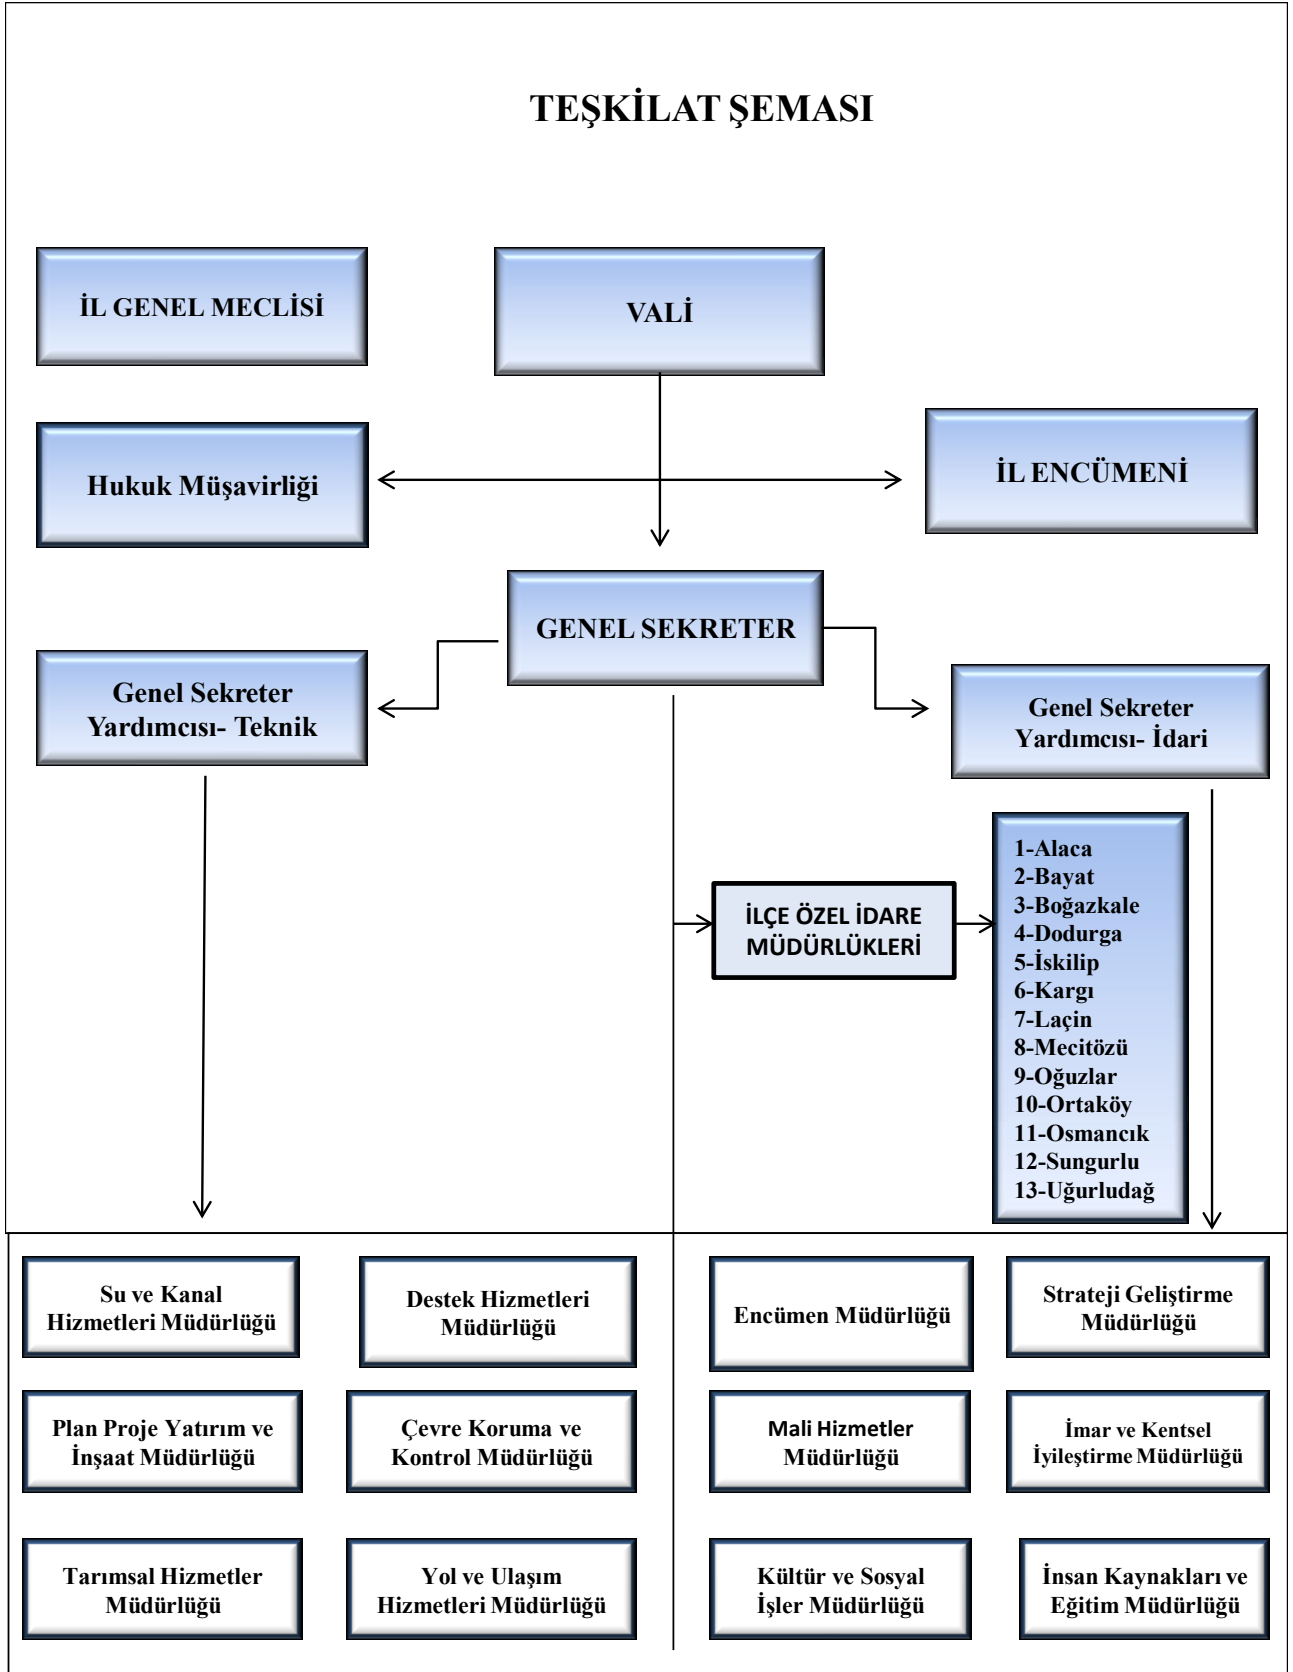 TEŞKİLAT ŞEMASI
İL GENEL MECLİSİ
VALİ
Hukuk Müşavirliği
İL ENCÜMENİ
GENEL SEKRETER
Genel Sekreter
Yardımcısı- Teknik
Genel Sekreter
Yardımcısı- İdari
İLÇE ÖZEL İDARE
MÜDÜRLÜKLERİ
1-Alaca
2-Bayat
3-Boğazkale
4-Dodurga
5-İskilip
6-Kargı
7-Laçin
8-Mecitözü
9-Oğuzlar
10-Ortaköy
11-Osmancık
12-Sungurlu
13-Uğurludağ
Su ve Kanal
Hizmetleri Müdürlüğü
Destek Hizmetleri
Müdürlüğü
Encümen Müdürlüğü
Strateji Geliştirme
Müdürlüğü
Plan Proje Yatırım ve
İnşaat Müdürlüğü
Çevre Koruma ve
Kontrol Müdürlüğü
Mali Hizmetler
Müdürlüğü
İmar ve Kentsel
İyileştirme Müdürlüğü
Tarımsal Hizmetler
Müdürlüğü
Yol ve Ulaşım
Hizmetleri Müdürlüğü
Kültür ve Sosyal
İşler Müdürlüğü
İnsan Kaynakları ve
Eğitim Müdürlüğü